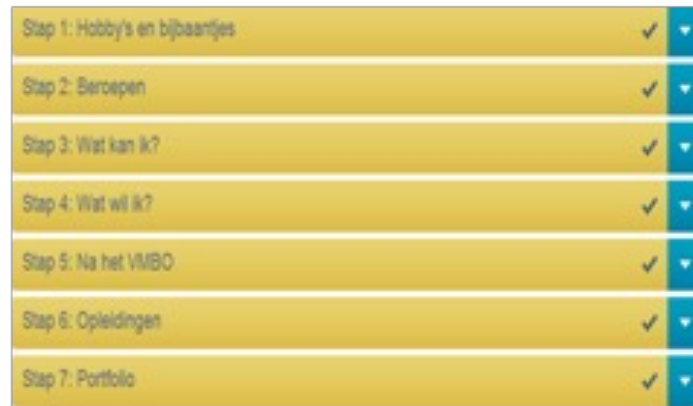 Stap 1: Hobby's en bijbaantjes
Stap 2: Beroepen
Stap 3: Wat kan ik?
Stap 4: Wat wil ik?
Stap 5: Na het VMBO
Stap 6: Opleidingen
Stap 7: Portfolio